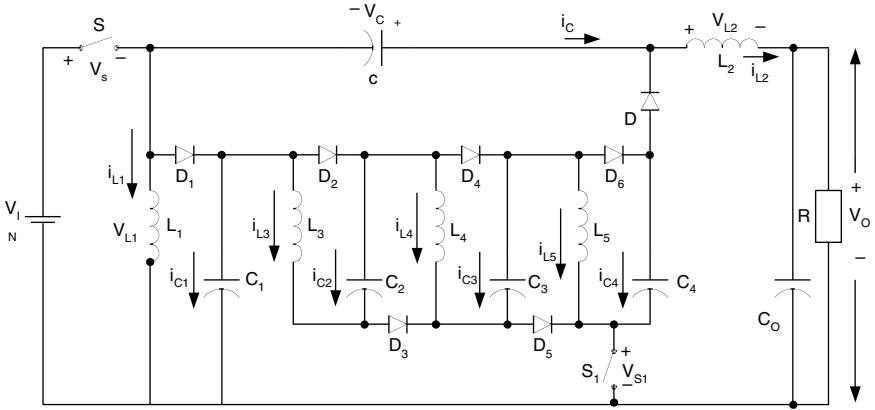 − V_C +
S
i_C
+ V_L2 −
+ V_s −
c
L_2 i_L2
D
i_L1
D_1 D_2 D_4 D_6
V_I
N
V_L1 L_1
i_L3 L_3
i_L4 L_4
i_L5 L_5
R
+
V_O
−
i_C1 C_1
i_C2 C_2
i_C3 C_3
i_C4 C_4
C_O
D_3 D_5
S_1 + V_S1 −